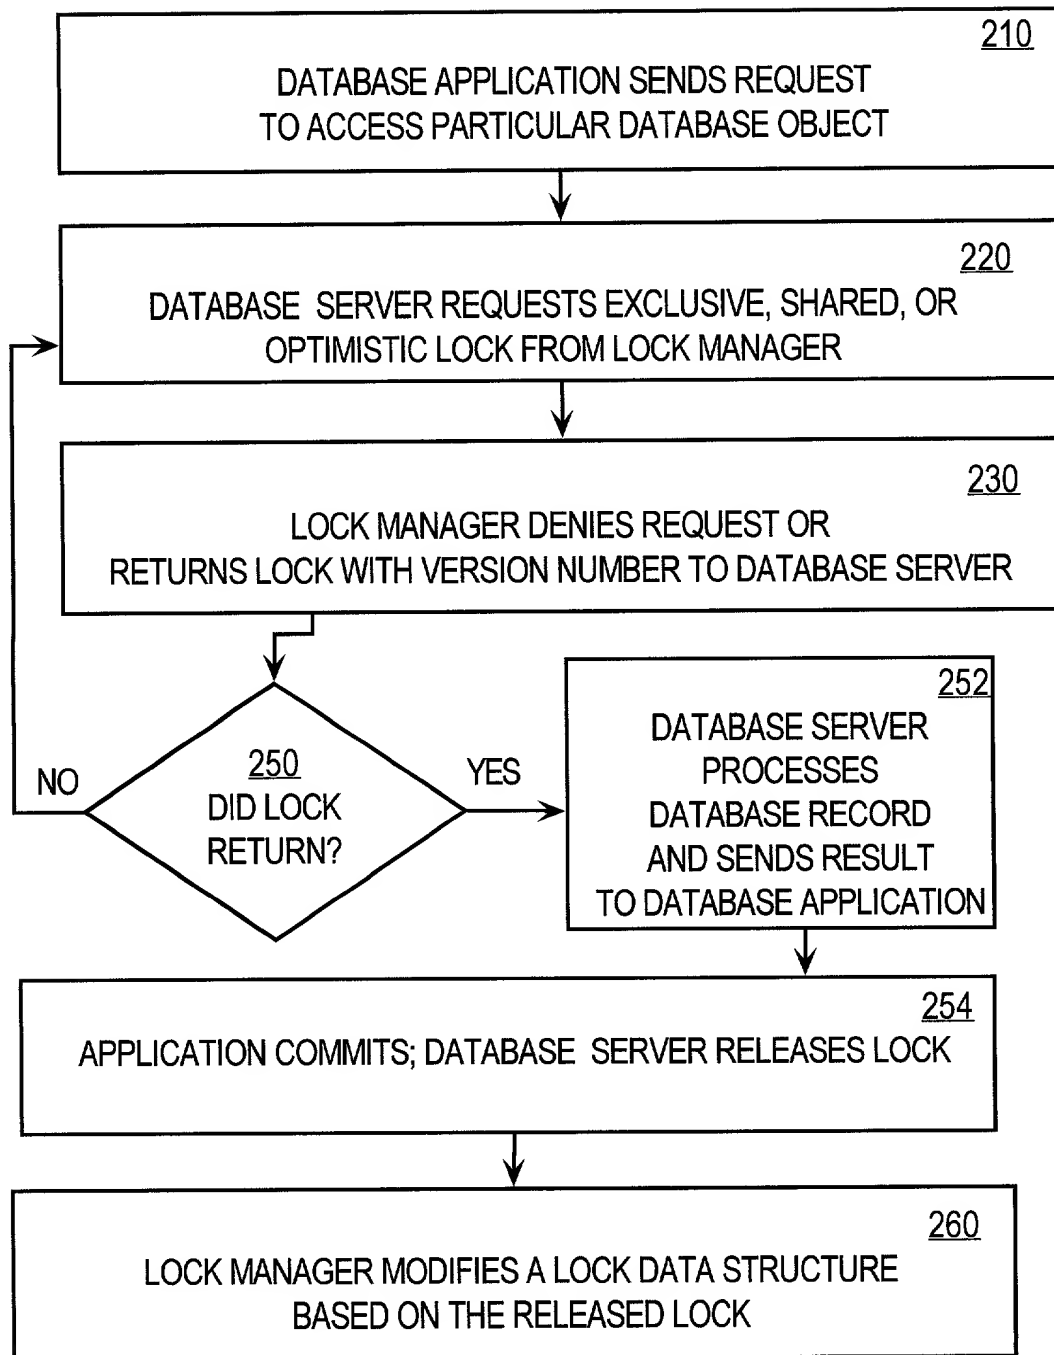 210
DATABASE APPLICATION SENDS REQUEST
TO ACCESS PARTICULAR DATABASE OBJECT
220
DATABASE SERVER REQUESTS EXCLUSIVE, SHARED, OR
OPTIMISTIC LOCK FROM LOCK MANAGER
230
LOCK MANAGER DENIES REQUEST OR
RETURNS LOCK WITH VERSION NUMBER TO DATABASE SERVER
NO
250
DID LOCK
RETURN?
YES
252
DATABASE SERVER
PROCESSES
DATABASE RECORD
AND SENDS RESULT
TO DATABASE APPLICATION
254
APPLICATION COMMITS; DATABASE SERVER RELEASES LOCK
260
LOCK MANAGER MODIFIES A LOCK DATA STRUCTURE
BASED ON THE RELEASED LOCK